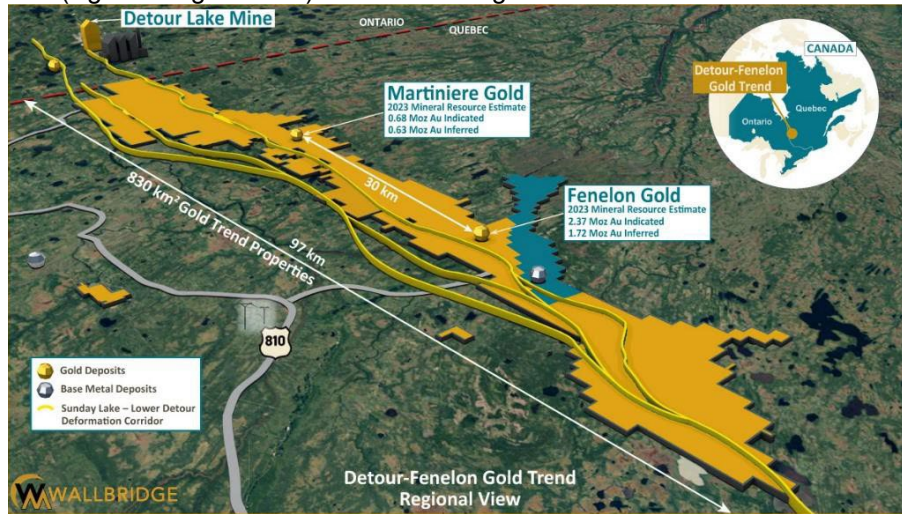 Detour Lake Mine
ONTARIO
QUEBEC
CANADA
Detour-Fenelon
Gold Trend
Ontario
Quebec
Martiniere Gold
2023 Mineral Resource Estimate
0.68 Moz Au Indicated
0.63 Moz Au Inferred
30 km
Fenelon Gold
2023 Mineral Resource Estimate
2.37 Moz Au Indicated
1.72 Moz Au Inferred
830 km² Gold Trend Properties
97 km
810
Gold Deposits
Base Metal Deposits
Sunday Lake – Lower Detour
Deformation Corridor
WALLBRIDGE
Detour-Fenelon Gold Trend
Regional View